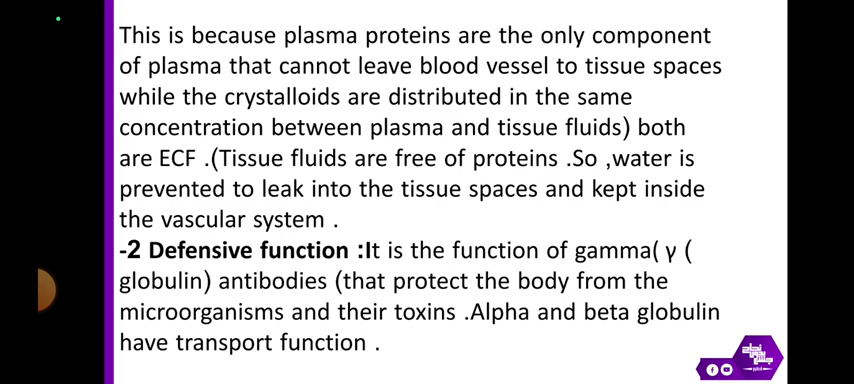 This is because plasma proteins are the only component
of plasma that cannot leave blood vessel to tissue spaces
while the crystalloids are distributed in the same
concentration between plasma and tissue fluids) both
are ECF .(Tissue fluids are free of proteins .So ,water is
prevented to leak into the tissue spaces and kept inside
the vascular system .
-2 Defensive function :It is the function of gamma( γ (
globulin) antibodies (that protect the body from the
microorganisms and their toxins .Alpha and beta globulin
have transport function .